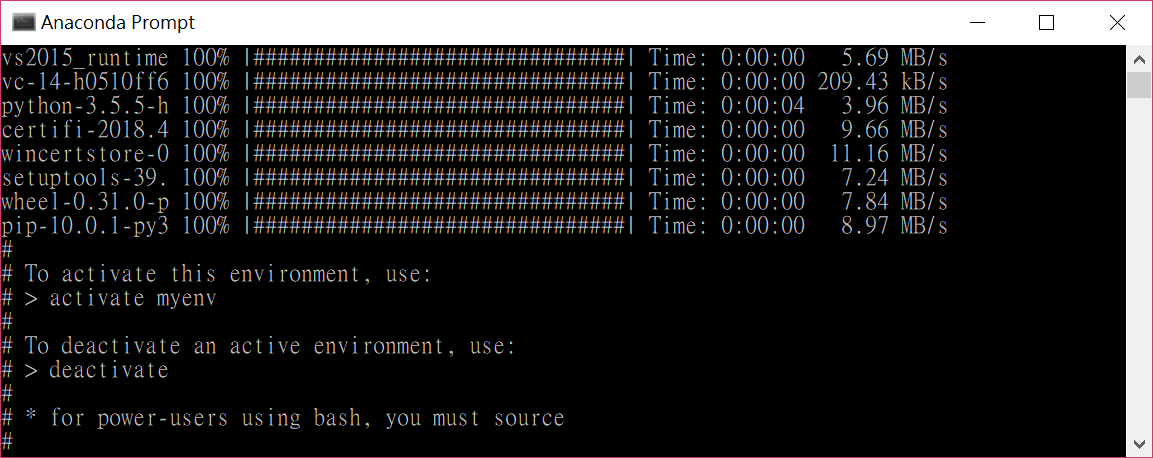 Anaconda Prompt
vs2015_runtime 100% |###############################| Time: 0:00:00   5.69 MB/s
vc-14-h0510ff6 100% |###############################| Time: 0:00:00 209.43 kB/s
python-3.5.5-h 100% |###############################| Time: 0:00:04   3.96 MB/s
certifi-2018.4 100% |###############################| Time: 0:00:00   9.66 MB/s
wincertstore-0 100% |###############################| Time: 0:00:00  11.16 MB/s
setuptools-39. 100% |###############################| Time: 0:00:00   7.24 MB/s
wheel-0.31.0-p 100% |###############################| Time: 0:00:00   7.84 MB/s
pip-10.0.1-py3 100% |###############################| Time: 0:00:00   8.97 MB/s
#
# To activate this environment, use:
# > activate myenv
#
# To deactivate an active environment, use:
# > deactivate
#
# * for power-users using bash, you must source
#